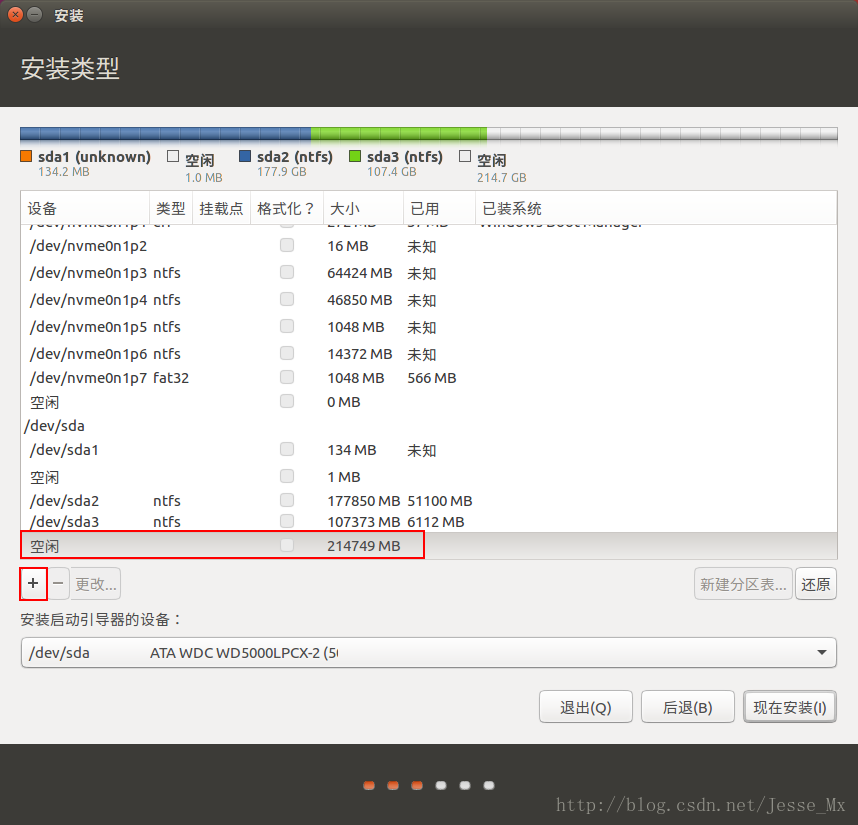 安装
安装类型
sda1 (unknown) 空闲 sda2 (ntfs) sda3 (ntfs) 空闲
134.2 MB 1.0 MB 177.9 GB 107.4 GB 214.7 GB
设备 类型 挂载点 格式化？ 大小 已用 已装系统
/dev/nvme0n1p2 16 MB 未知
/dev/nvme0n1p3 ntfs 64424 MB 未知
/dev/nvme0n1p4 ntfs 46850 MB 未知
/dev/nvme0n1p5 ntfs 1048 MB 未知
/dev/nvme0n1p6 ntfs 14372 MB 未知
/dev/nvme0n1p7 fat32 1048 MB 566 MB
空闲 0 MB
/dev/sda
/dev/sda1 134 MB 未知
空闲 1 MB
/dev/sda2 ntfs 177850 MB 51100 MB
/dev/sda3 ntfs 107373 MB 6112 MB
空闲 214749 MB
+ − 更改... 新建分区表... 还原
安装启动引导器的设备：
/dev/sda ATA WDC WD5000LPCX-2 (50
退出(Q) 后退(B) 现在安装(I)
http://blog.csdn.net/Jesse_Mx